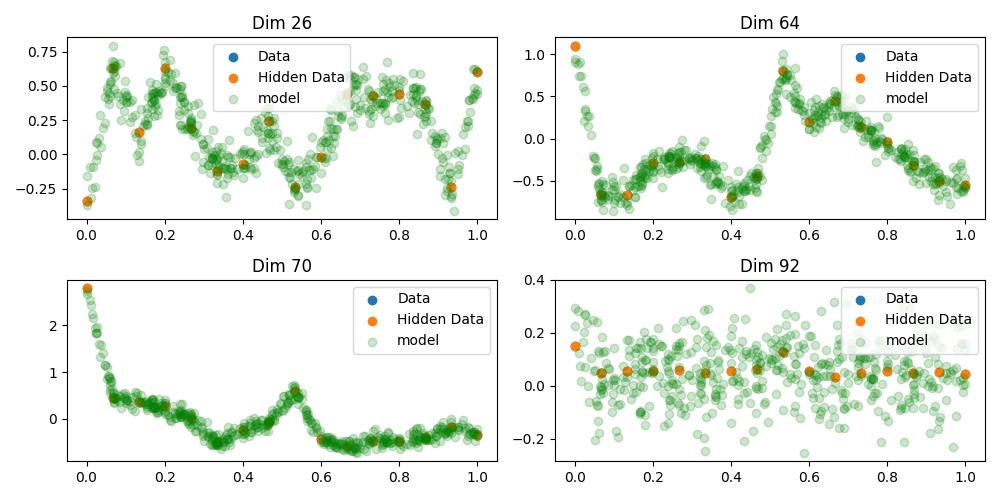 Dim 26
0.75
0.50
0.25
0.00
−0.25
0.0 0.2 0.4 0.6 0.8 1.0
Data
Hidden Data
model
Dim 64
1.0
0.5
0.0
−0.5
0.0 0.2 0.4 0.6 0.8 1.0
Data
Hidden Data
model
Dim 70
2
1
0
0.0 0.2 0.4 0.6 0.8 1.0
Data
Hidden Data
model
Dim 92
0.4
0.2
0.0
−0.2
0.0 0.2 0.4 0.6 0.8 1.0
Data
Hidden Data
model